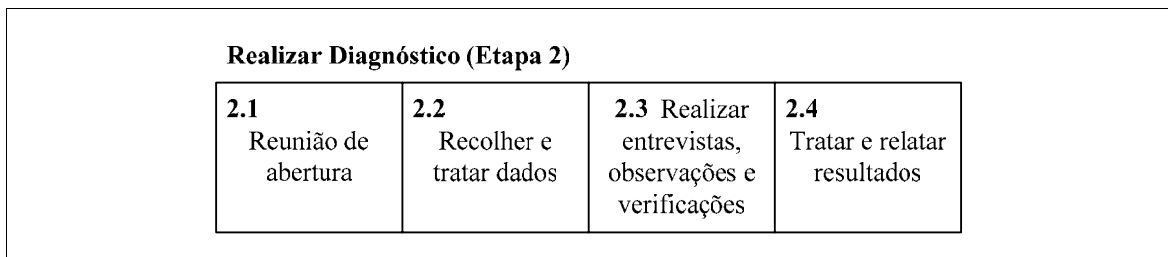 Realizar Diagnóstico (Etapa 2)
2.1
Reunião de
abertura
2.2
Recolher e
tratar dados
2.3 Realizar
entrevistas,
observações e
verificações
2.4
Tratar e relatar
resultados